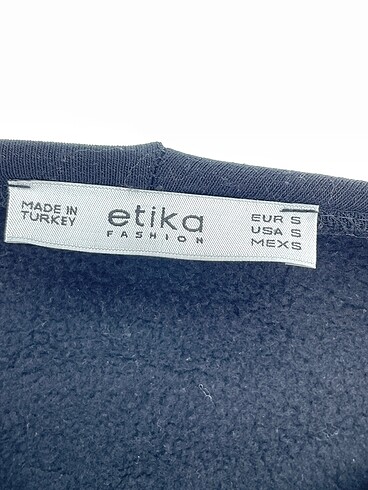 MADE IN
TURKEY
etika
FASHION
EUR S
USA S
MEXS